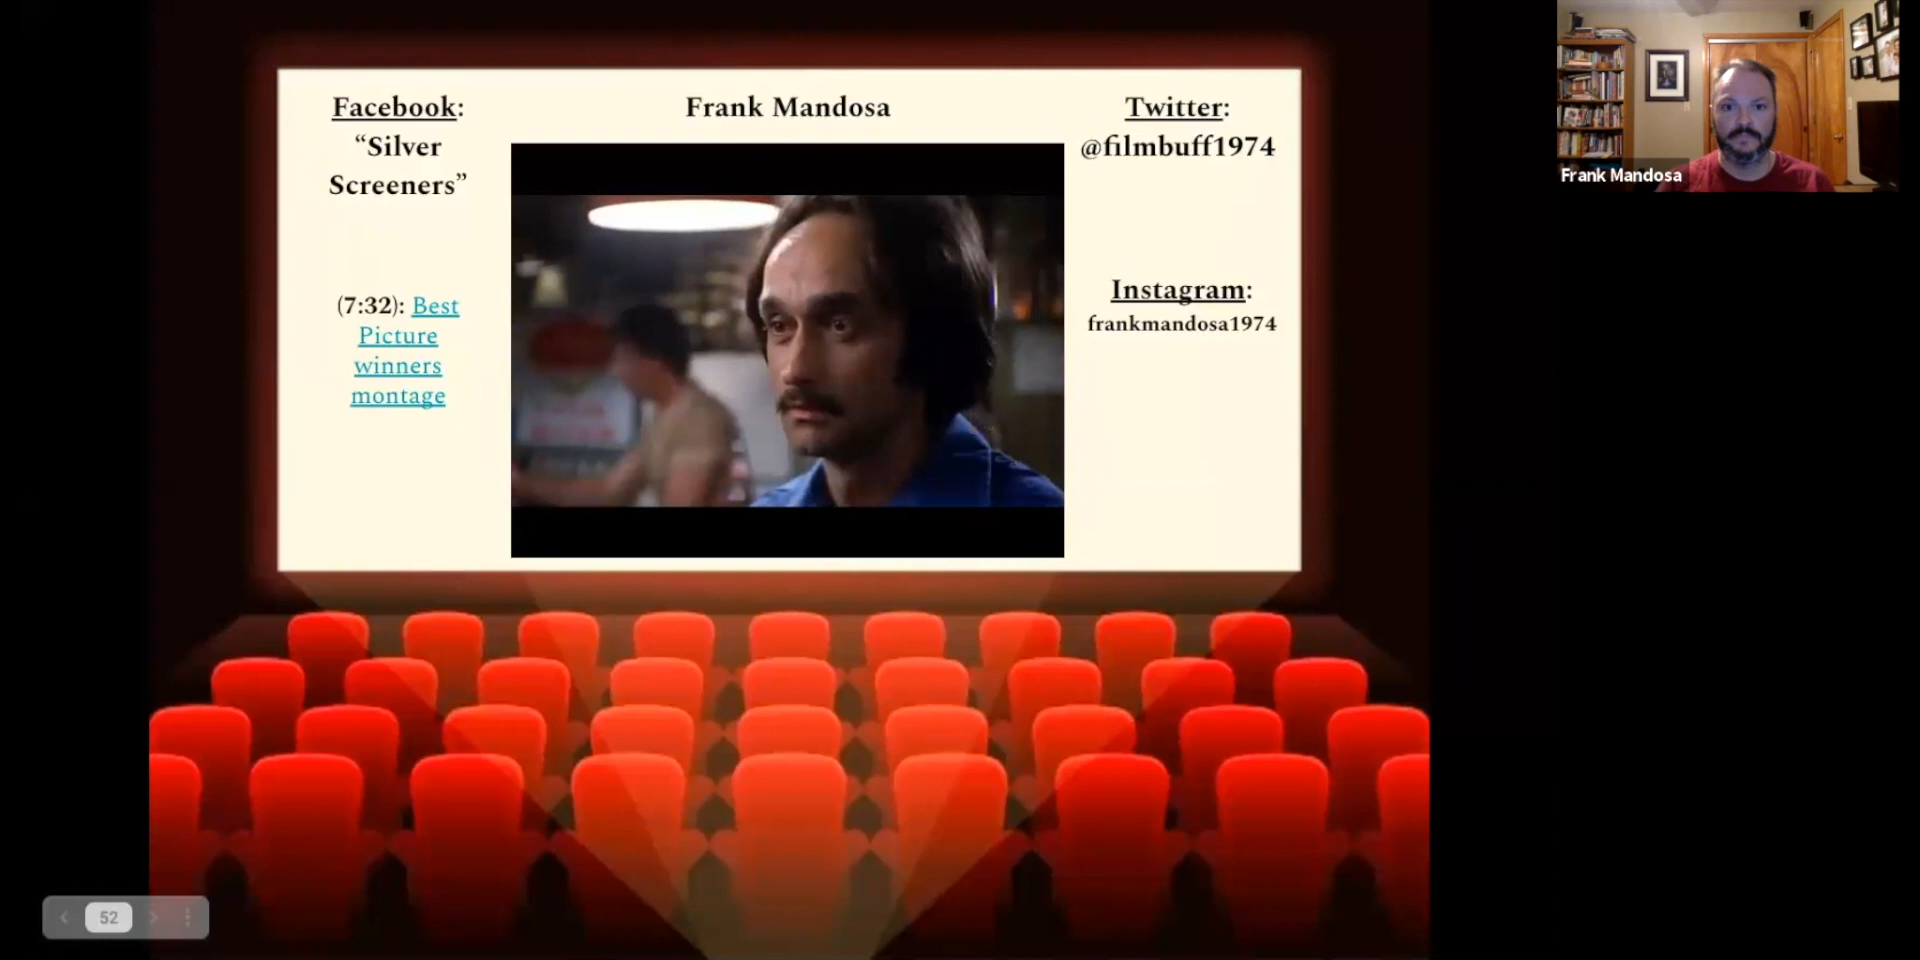 Facebook:
“Silver
Screeners”
(7:32): Best
Picture
winners
montage
Frank Mandosa
Twitter:
@filmbuff1974
Instagram:
frankmandosa1974
Frank Mandosa
52